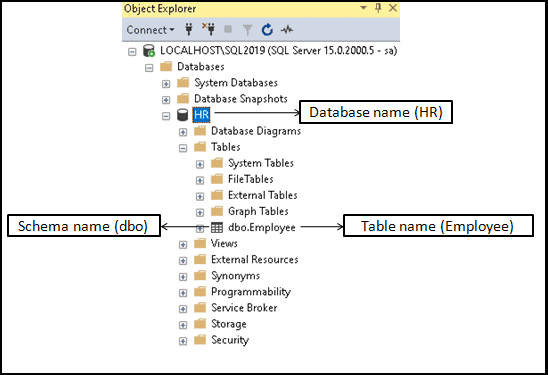 Object Explorer
Connect
LOCALHOST\SQL2019 (SQL Server 15.0.2000.5 - sa)
Databases
System Databases
Database Snapshots
HR
Database name (HR)
Database Diagrams
Tables
System Tables
FileTables
External Tables
Graph Tables
Schema name (dbo)
dbo.Employee
Table name (Employee)
Views
External Resources
Synonyms
Programmability
Service Broker
Storage
Security